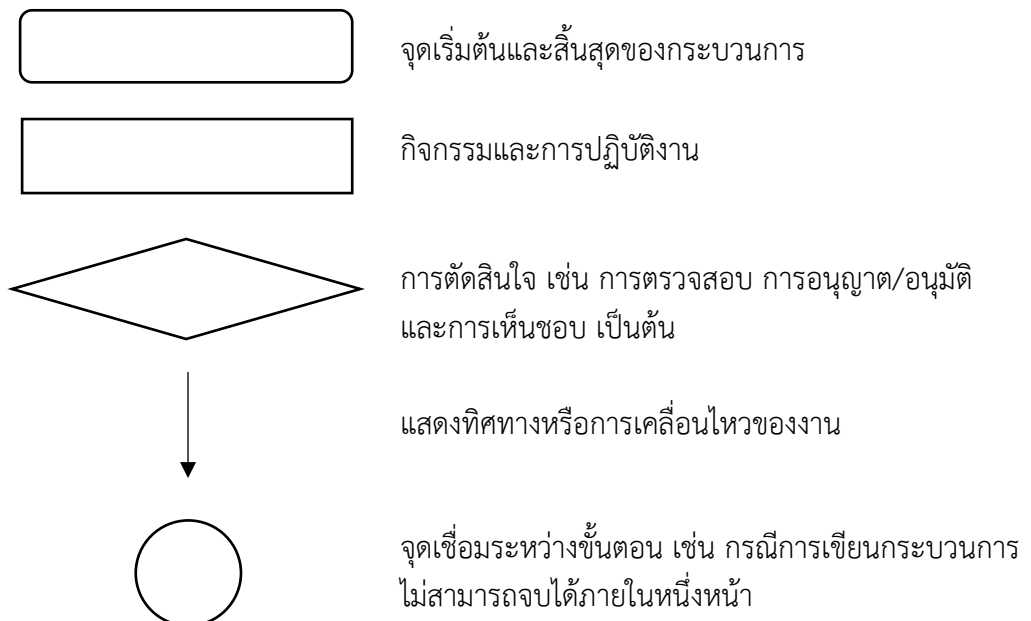 จุดเริ่มต้นและสิ้นสุดของกระบวนการ
กิจกรรมและการปฏิบัติงาน
การตัดสินใจ เช่น การตรวจสอบ การอนุญาต/อนุมัติ
และการเห็นชอบ เป็นต้น
แสดงทิศทางหรือการเคลื่อนไหวของงาน
จุดเชื่อมระหว่างขั้นตอน เช่น กรณีการเขียนกระบวนการ
ไม่สามารถจบได้ภายในหนึ่งหน้า